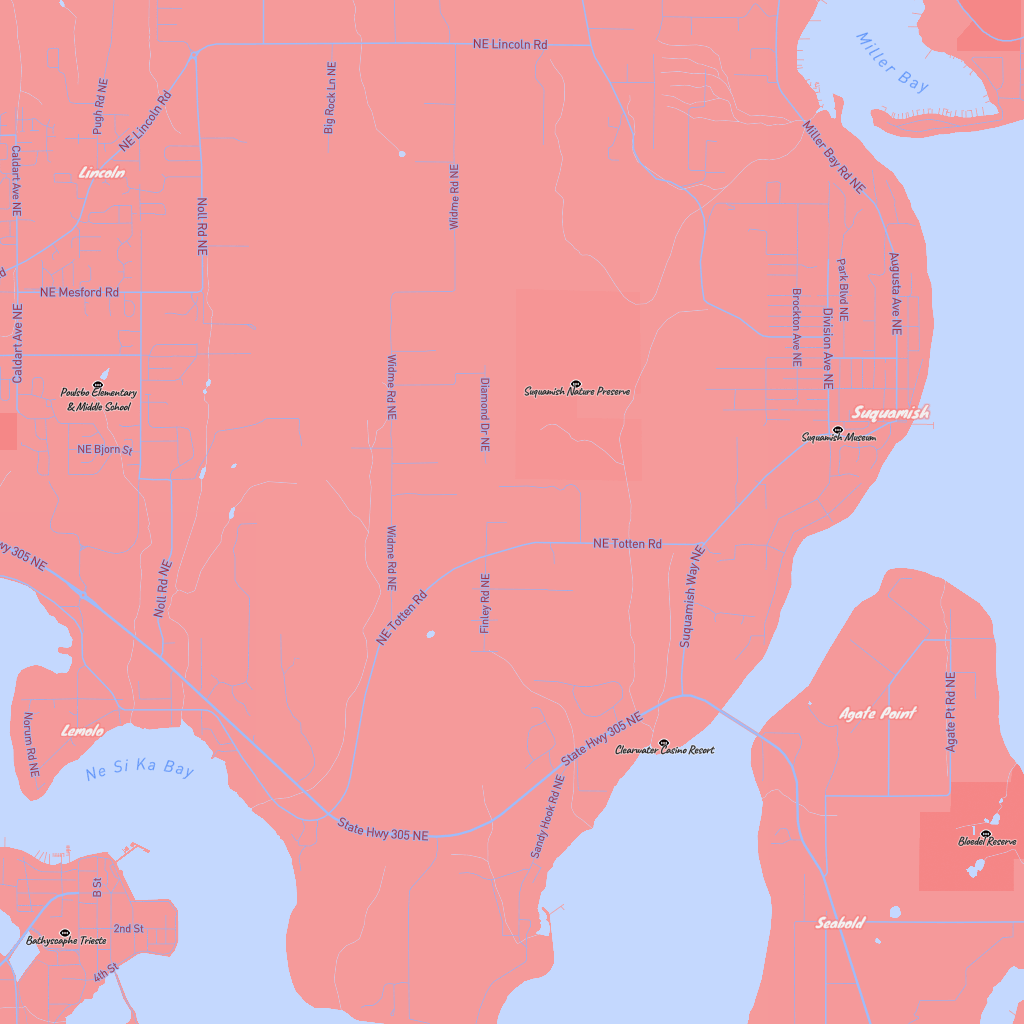 NE Lincoln Rd
Miller Bay
Big Rock Ln NE
Pugh Rd NE
NE Lincoln Rd
Miller Bay Rd NE
Caldart Ave NE
Lincoln
Widme Rd NE
Noll Rd NE
Rd
NE Mesford Rd
Park Blvd NE
Augusta Ave NE
Brockton Ave NE
Division Ave NE
Caldart Ave NE
Poulsbo Elementary
& Middle School
Widme Rd NE
Diamond Dr NE
Suquamish Nature Preserve
Suquamish
Suquamish Museum
NE Bjorn St
wy 305 NE
Noll Rd NE
Widme Rd NE
NE Totten Rd
NE Totten Rd
Finley Rd NE
Suquamish Way NE
Agate Point
Agate Pt Rd NE
Lemolo
Norum Rd NE
State Hwy 305 NE
Clearwater Casino Resort
Ne Si Ka Bay
State Hwy 305 NE
Sandy Hook Rd NE
Bloedel Reserve
B St
2nd St
Seabold
Bathyscaphe Trieste
4th St